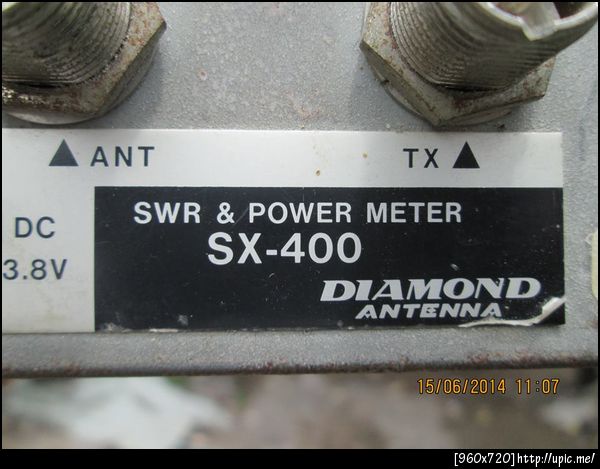 ▲ ANT TX ▲
DC
3.8V
SWR & POWER METER
SX-400
DIAMOND
ANTENNA
15/06/2014 11:07
[960x720]http://upic.me/